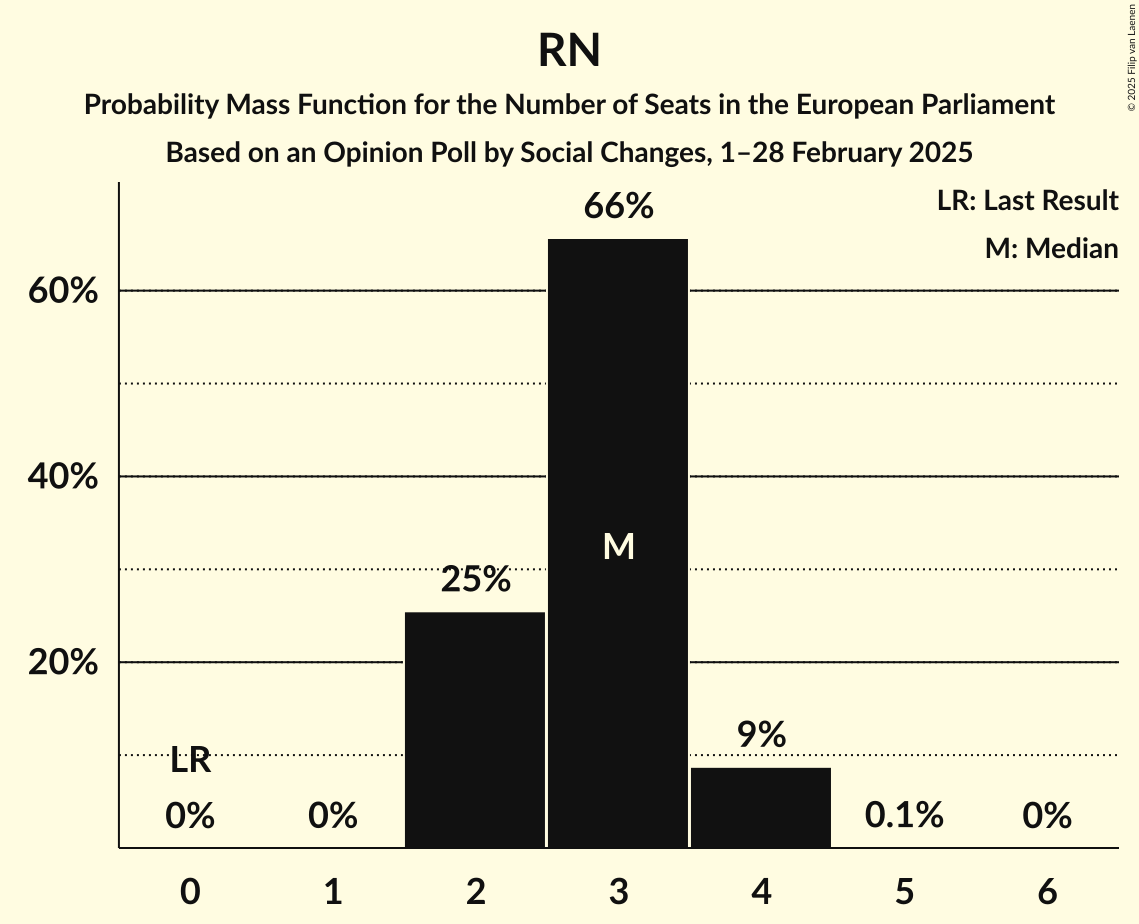 RN
Probability Mass Function for the Number of Seats in the European Parliament
Based on an Opinion Poll by Social Changes, 1–28 February 2025
© 2025 Filip van Laenen
LR: Last Result
M: Median
66%
60%
40%
M
25%
20%
9%
LR
0%
0%
0.1%
0%
0
1
2
3
4
5
6